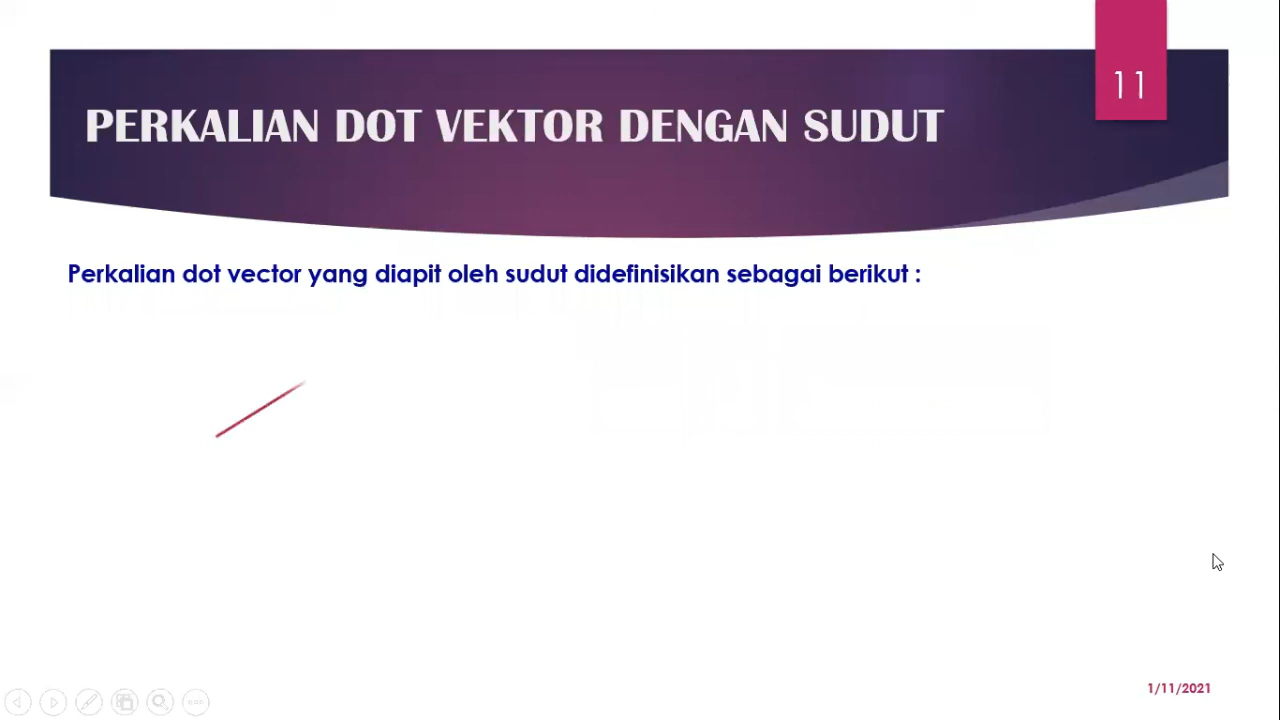 11
PERKALIAN DOT VEKTOR DENGAN SUDUT
Perkalian dot vector yang diapit oleh sudut didefinisikan sebagai berikut :
1/11/2021